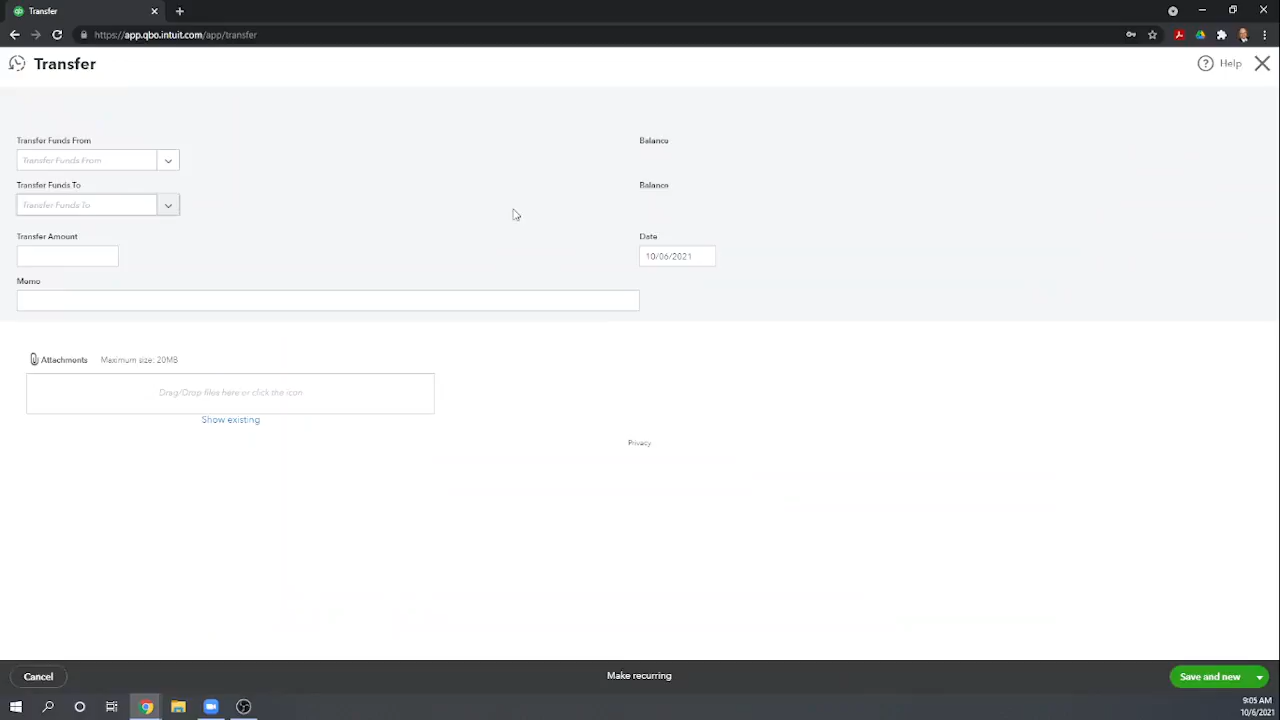 Transfer
https://app.qbo.intuit.com/app/transfer
Transfer
Help
Transfer Funds From
Balance
Transfer Funds From
Transfer Funds To
Balance
Transfer Funds To
Transfer Amount
Date
10/06/2021
Memo
Attachments Maximum size: 20MB
Drag/Drop files here or click the icon
Show existing
Privacy
Cancel
Make recurring
Save and new
9:05 AM
10/6/2021